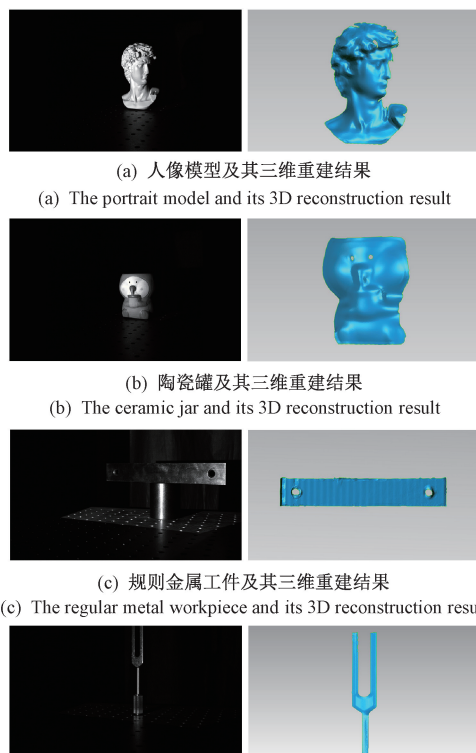 (a) 人像模型及其三维重建结果
(a) The portrait model and its 3D reconstruction result
(b) 陶瓷罐及其三维重建结果
(b) The ceramic jar and its 3D reconstruction result
(c) 规则金属工件及其三维重建结果
(c) The regular metal workpiece and its 3D reconstruction